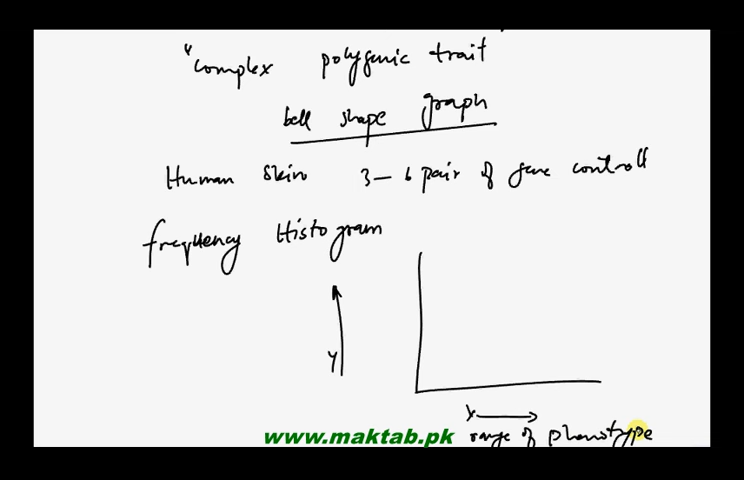 "complex polygenic trait
bell shape graph
Human skin 3-6 pair of gene controll
frequency Histogram
Y
X
range of phenotype
www.maktab.pk